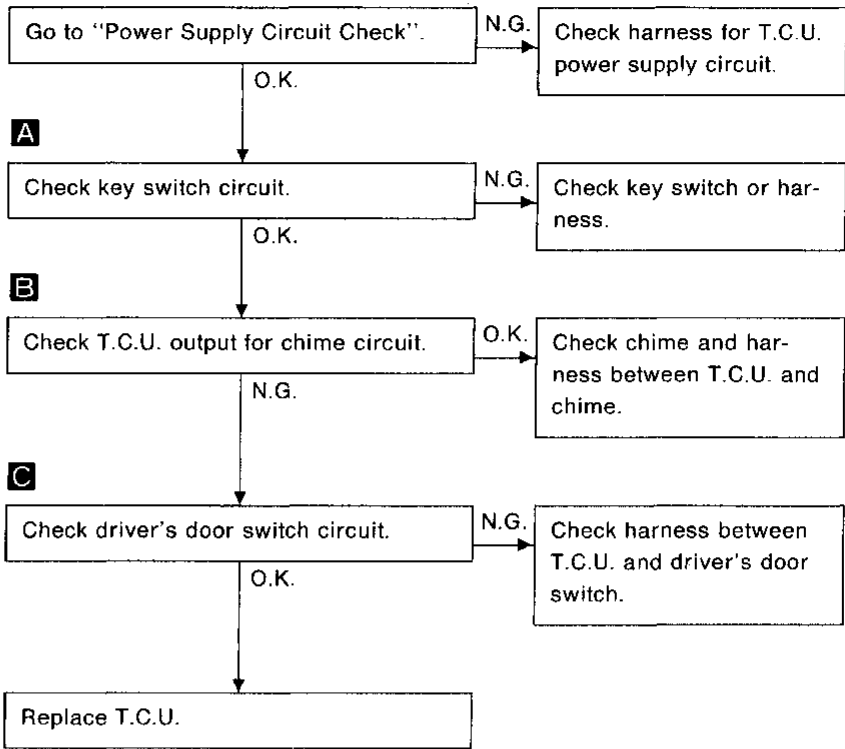 Go to "Power Supply Circuit Check".
N.G.
Check harness for T.C.U.
power supply circuit.
O.K.
A
Check key switch circuit.
N.G.
Check key switch or har-
ness.
O.K.
B
Check T.C.U. output for chime circuit.
O.K.
Check chime and har-
ness between T.C.U. and
chime.
N.G.
C
Check driver's door switch circuit.
N.G.
Check harness between
T.C.U. and driver's door
switch.
O.K.
Replace T.C.U.